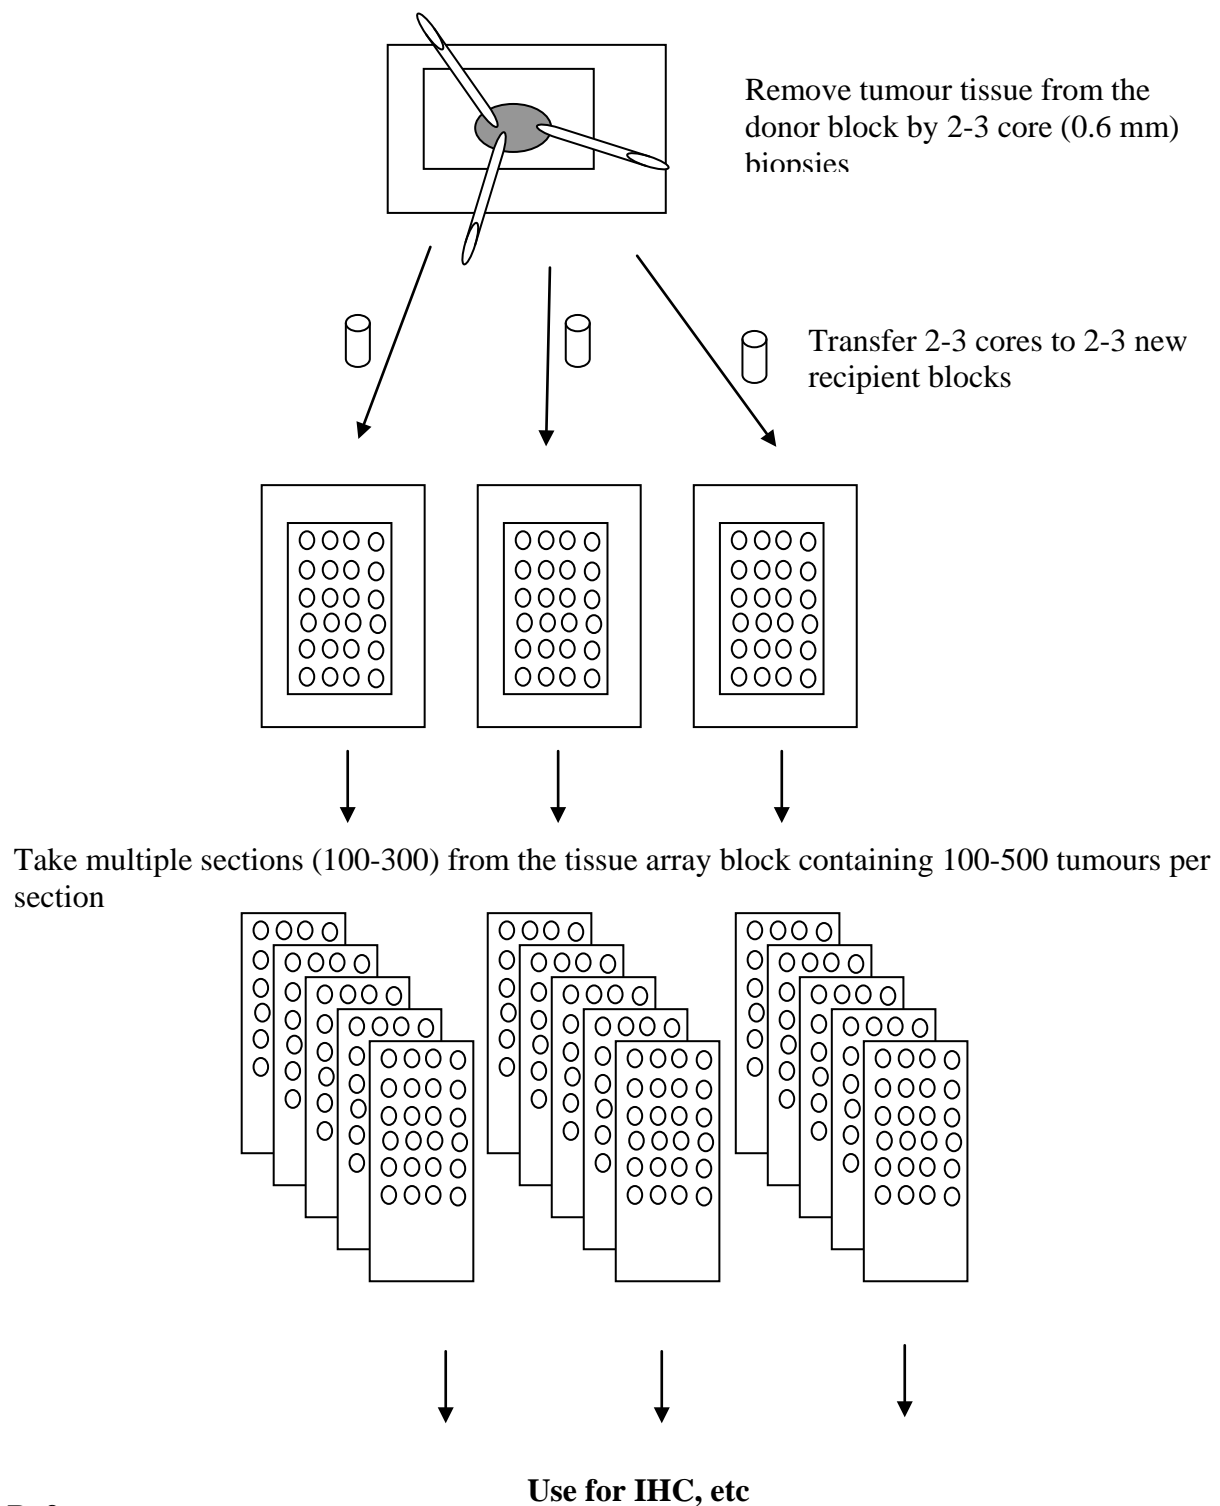 Remove tumour tissue from the
donor block by 2-3 core (0.6 mm)
biopsies
Transfer 2-3 cores to 2-3 new
recipient blocks
Take multiple sections (100-300) from the tissue array block containing 100-500 tumours per
section
Use for IHC, etc